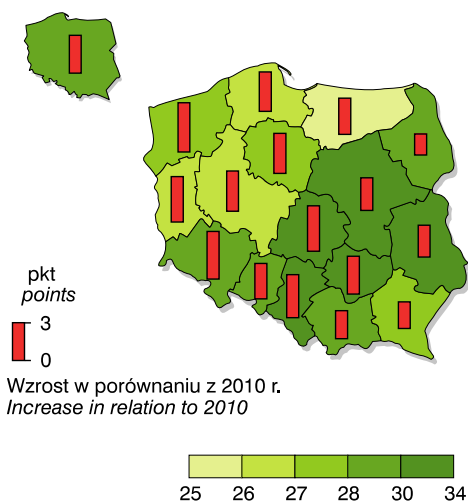 pkt
points
3
0
Wzrost w porównaniu z 2010 r.
Increase in relation to 2010
25 26 27 28 30 34